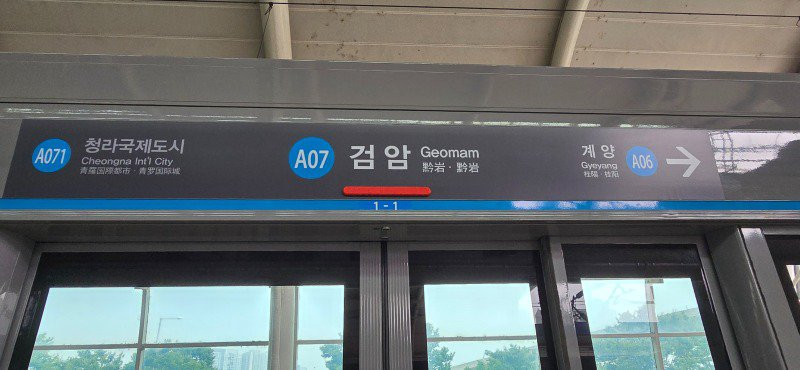 A071
청라국제도시
Cheongna Int'l City
青羅国際都市 · 青罗国际城
A07
검암
Geomam
黔岩 · 黔岩
계양
Gyeyang
桂陽 · 桂阳
A06
1-1